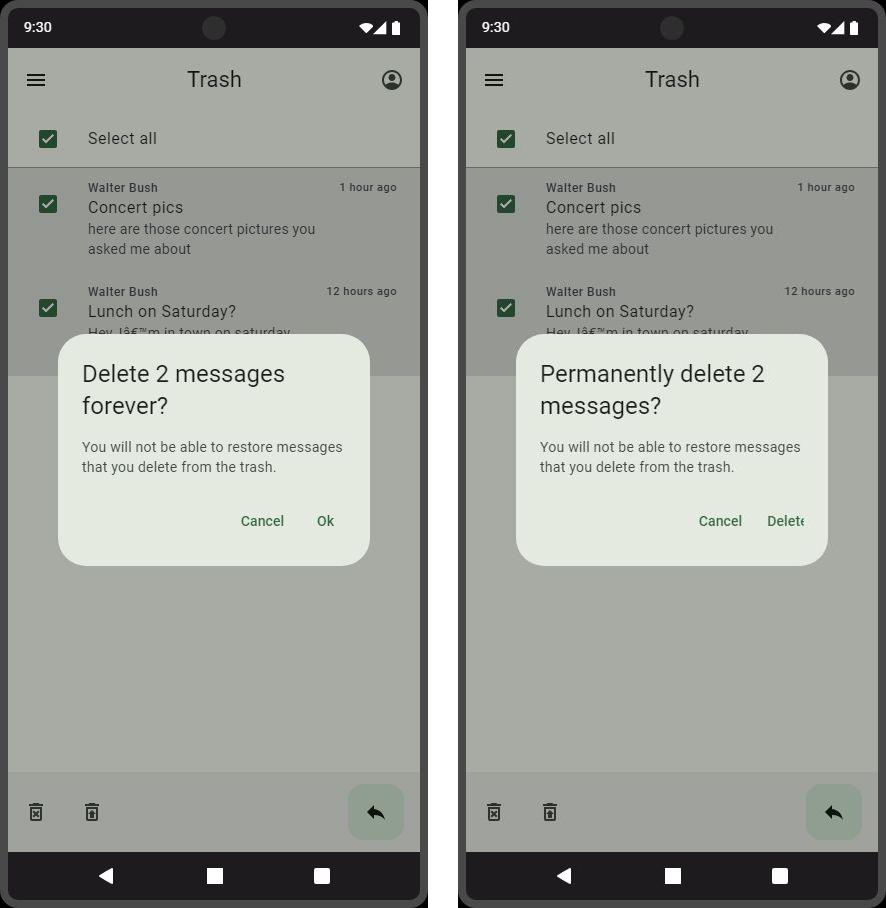 9:30
Trash
Select all
Walter Bush 1 hour ago
Concert pics
here are those concert pictures you
asked me about
Walter Bush 12 hours ago
Lunch on Saturday?
Hey, Iâ€™m in town on saturday
Delete 2 messages
forever?
You will not be able to restore messages
that you delete from the trash.
Cancel Ok
9:30
Trash
Select all
Walter Bush 1 hour ago
Concert pics
here are those concert pictures you
asked me about
Walter Bush 12 hours ago
Lunch on Saturday?
Hey, Iâ€™m in town on saturday
Permanently delete 2
messages?
You will not be able to restore messages
that you delete from the trash.
Cancel Delete